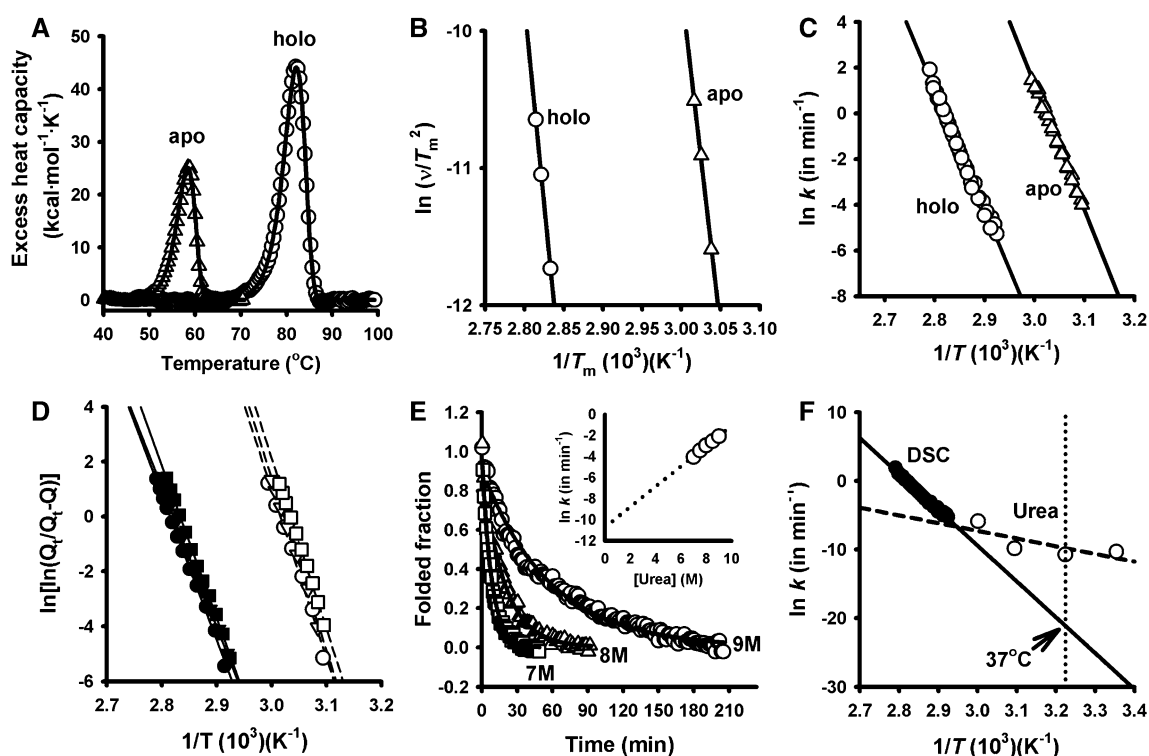 A
Excess heat capacity
(kcal·mol⁻¹·K⁻¹)
50
40
30
20
10
0
apo
holo
40 50 60 70 80 90 100
Temperature (°C)
B
ln (ν/Tm²)
-10
-11
-12
holo
apo
2.75 2.80 2.85 2.90 2.95 3.00 3.05 3.10
1/Tm (10³)(K⁻¹)
C
ln k (in min⁻¹)
4
2
0
-2
-4
-6
-8
holo
apo
2.7 2.8 2.9 3.0 3.1 3.2
1/T (10³)(K⁻¹)
D
ln[ln(Qt/Qt-Q)]
4
2
0
-2
-4
-6
2.7 2.8 2.9 3.0 3.1 3.2
1/T (10³)(K⁻¹)
E
Folded fraction
1.2
1.0
0.8
0.6
0.4
0.2
0.0
-0.2
7M
8M
9M
0 30 60 90 120 150 180 210
Time (min)
ln k (in min⁻¹)
0
-2
-4
-6
-8
-10
-12
0 2 4 6 8 10
[Urea] (M)
F
ln k (in min⁻¹)
10
0
-10
-20
-30
DSC
Urea
37°C
2.7 2.8 2.9 3.0 3.1 3.2 3.3 3.4
1/T (10³)(K⁻¹)